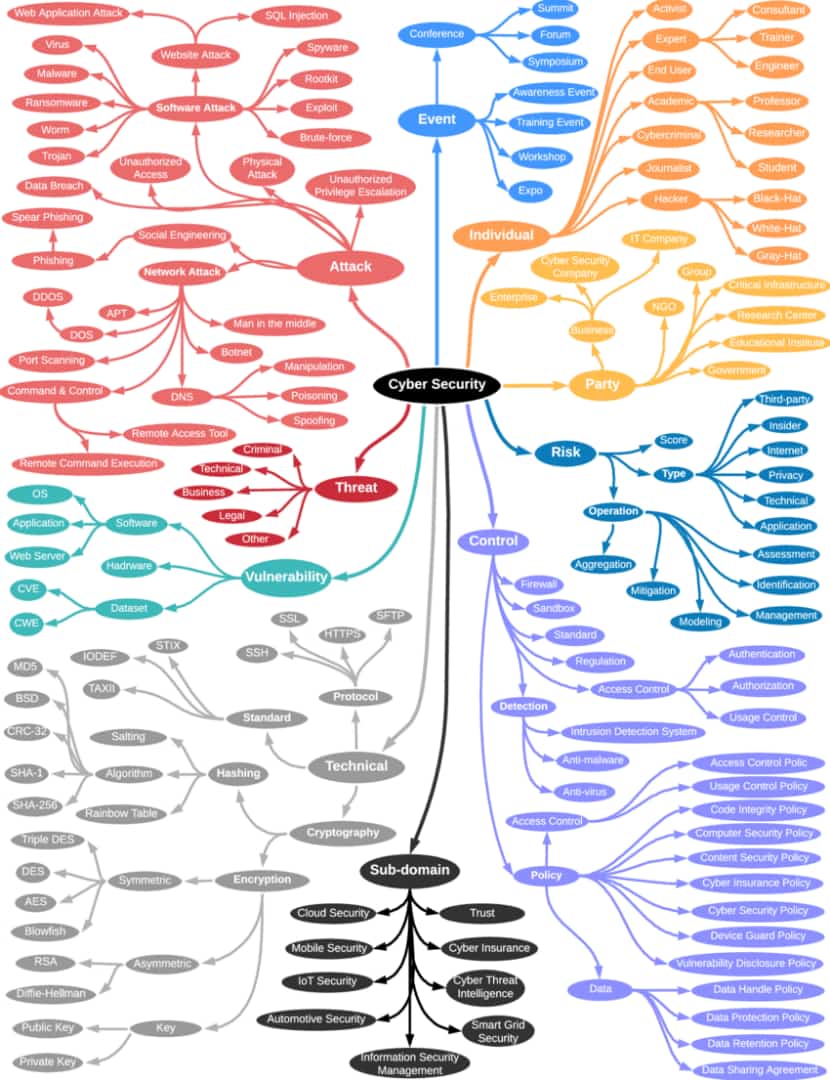 Web Application Attack
SQL Injection
Virus
Website Attack
Spyware
Malware
Rootkit
Ransomware
Software Attack
Exploit
Worm
Brute-force
Trojan
Unauthorized
Access
Physical
Attack
Unauthorized
Privilege Escalation
Data Breach
Spear Phishing
Social Engineering
Phishing
Network Attack
Attack
DDOS
APT
Man in the middle
DOS
Botnet
Port Scanning
Manipulation
Command & Control
DNS
Poisoning
Spoofing
Remote Access Tool
Remote Command Execution
Summit
Conference
Forum
Symposium
Awareness Event
Event
Training Event
Workshop
Expo
Activist
Consultant
Expert
Trainer
End User
Engineer
Academic
Professor
Cybercriminal
Researcher
Journalist
Student
Hacker
Black-Hat
White-Hat
Gray-Hat
Individual
IT Company
Cyber Security
Company
Group
Enterprise
Critical Infrastructure
NGO
Research Center
Business
Educational Institute
Government
Party
Cyber Security
Criminal
Technical
Business
Threat
Legal
Other
Third-party
Risk
Score
Insider
Internet
Type
Privacy
Technical
Operation
Application
Aggregation
Assessment
Mitigation
Identification
Modeling
Management
OS
Application
Software
Web Server
Hadrware
Vulnerability
CVE
Dataset
CWE
Control
Firewall
Sandbox
Standard
Regulation
Access Control
Authentication
Authorization
Usage Control
Detection
Intrusion Detection System
Anti-malware
Anti-virus
SSL
SFTP
HTTPS
SSH
Protocol
STIX
IODEF
TAXII
Standard
Technical
MD5
BSD
CRC-32
Salting
SHA-1
Algorithm
Hashing
SHA-256
Rainbow Table
Cryptography
Triple DES
DES
Symmetric
Encryption
AES
Blowfish
RSA
Asymmetric
Diffie-Hellman
Public Key
Key
Private Key
Sub-domain
Cloud Security
Trust
Mobile Security
Cyber Insurance
IoT Security
Cyber Threat
Intelligence
Automotive Security
Smart Grid
Security
Information Security
Management
Access Control
Access Control Polic
Usage Control Policy
Code Integrity Policy
Computer Security Policy
Content Security Policy
Policy
Cyber Insurance Policy
Cyber Security Policy
Device Guard Policy
Vulnerability Disclosure Policy
Data
Data Handle Policy
Data Protection Policy
Data Retention Policy
Data Sharing Agreement